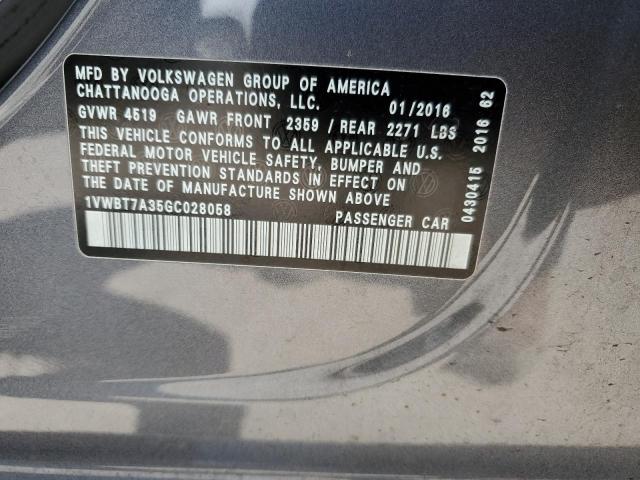 MFD BY VOLKSWAGEN GROUP OF AMERICA
CHATTANOOGA OPERATIONS, LLC. 01/2016
GVWR 4519 GAWR FRONT 2359 / REAR 2271 LBS
THIS VEHICLE CONFORMS TO ALL APPLICABLE U.S.
FEDERAL MOTOR VEHICLE SAFETY, BUMPER AND
THEFT PREVENTION STANDARDS IN EFFECT ON THE
DATE OF MANUFACTURE SHOWN ABOVE
1VWBT7A35GC028058 PASSENGER CAR
0430415 2016 62